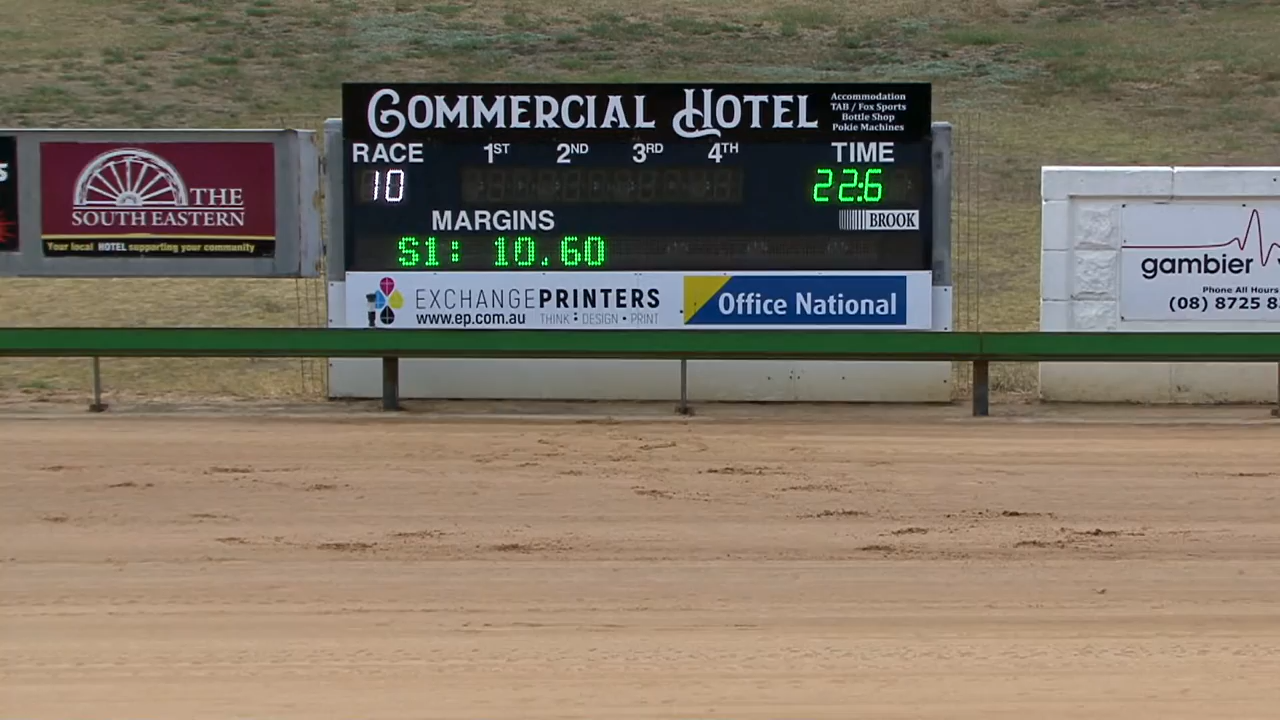 COMMERCIAL HOTEL
Accommodation
TAB / Fox Sports
Bottle Shop
Pokie Machines
RACE 1ST 2ND 3RD 4TH TIME
10 22:6
MARGINS
BROOK
S1: 10.60
EXCHANGEPRINTERS
www.ep.com.au THINK : DESIGN • PRINT
Office National
THE
SOUTH EASTERN
Your local HOTEL supporting your community
gambier
Phone All Hours
(08) 8725 8